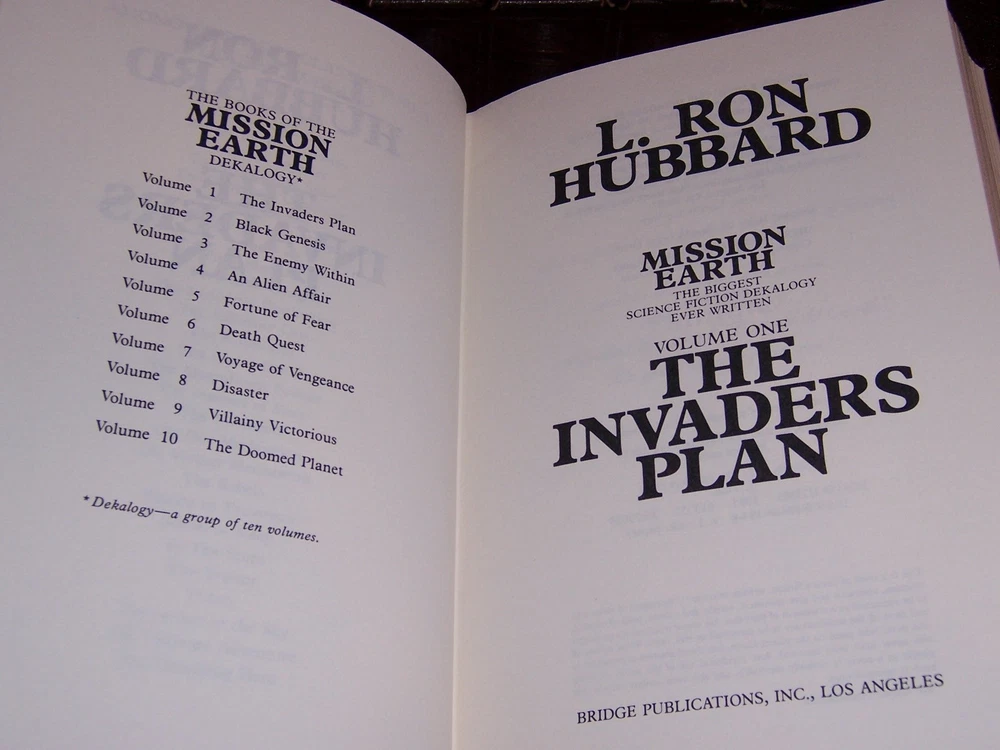 THE BOOKS OF THE
MISSION
EARTH
DEKALOGY*
Volume 1 The Invaders Plan
Volume 2 Black Genesis
Volume 3 The Enemy Within
Volume 4 An Alien Affair
Volume 5 Fortune of Fear
Volume 6 Death Quest
Volume 7 Voyage of Vengeance
Volume 8 Disaster
Volume 9 Villainy Victorious
Volume 10 The Doomed Planet
*Dekalogy—a group of ten volumes.
L. RON
HUBBARD
MISSION
EARTH
THE BIGGEST
SCIENCE FICTION DEKALOGY
EVER WRITTEN
VOLUME ONE
THE
INVADERS
PLAN
BRIDGE PUBLICATIONS, INC., LOS ANGELES